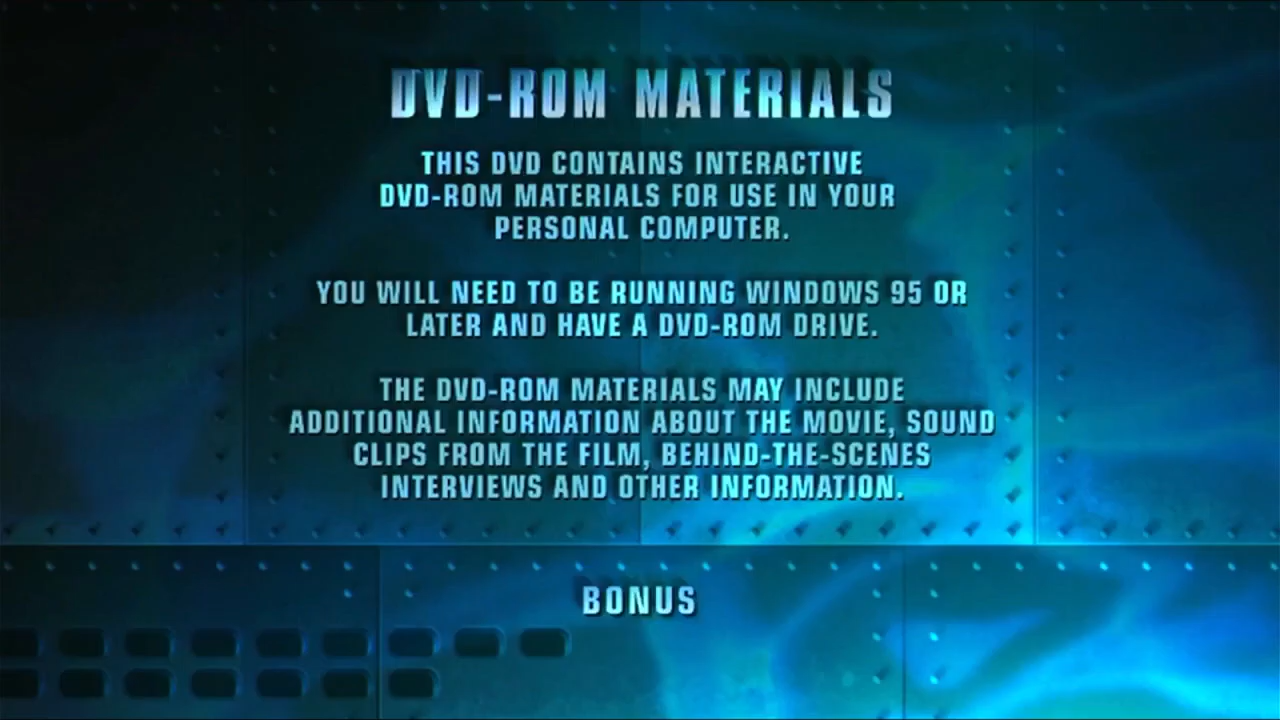 DVD-ROM MATERIALS
THIS DVD CONTAINS INTERACTIVE
DVD-ROM MATERIALS FOR USE IN YOUR
PERSONAL COMPUTER.
YOU WILL NEED TO BE RUNNING WINDOWS 95 OR
LATER AND HAVE A DVD-ROM DRIVE.
THE DVD-ROM MATERIALS MAY INCLUDE
ADDITIONAL INFORMATION ABOUT THE MOVIE, SOUND
CLIPS FROM THE FILM, BEHIND-THE-SCENES
INTERVIEWS AND OTHER INFORMATION.
BONUS